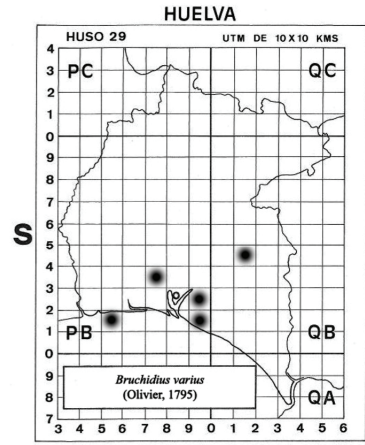 HUELVA
HUSO 29 UTM DE 10 X 10 KMS
4
PC QC
3
2
1
0
9
8
7
6
S
5
4
3
2
1
PB QB
0
9
Bruchidius varius
(Olivier, 1795)
QA
8
7
3 4 5 6 7 8 9 0 1 2 3 4 5 6